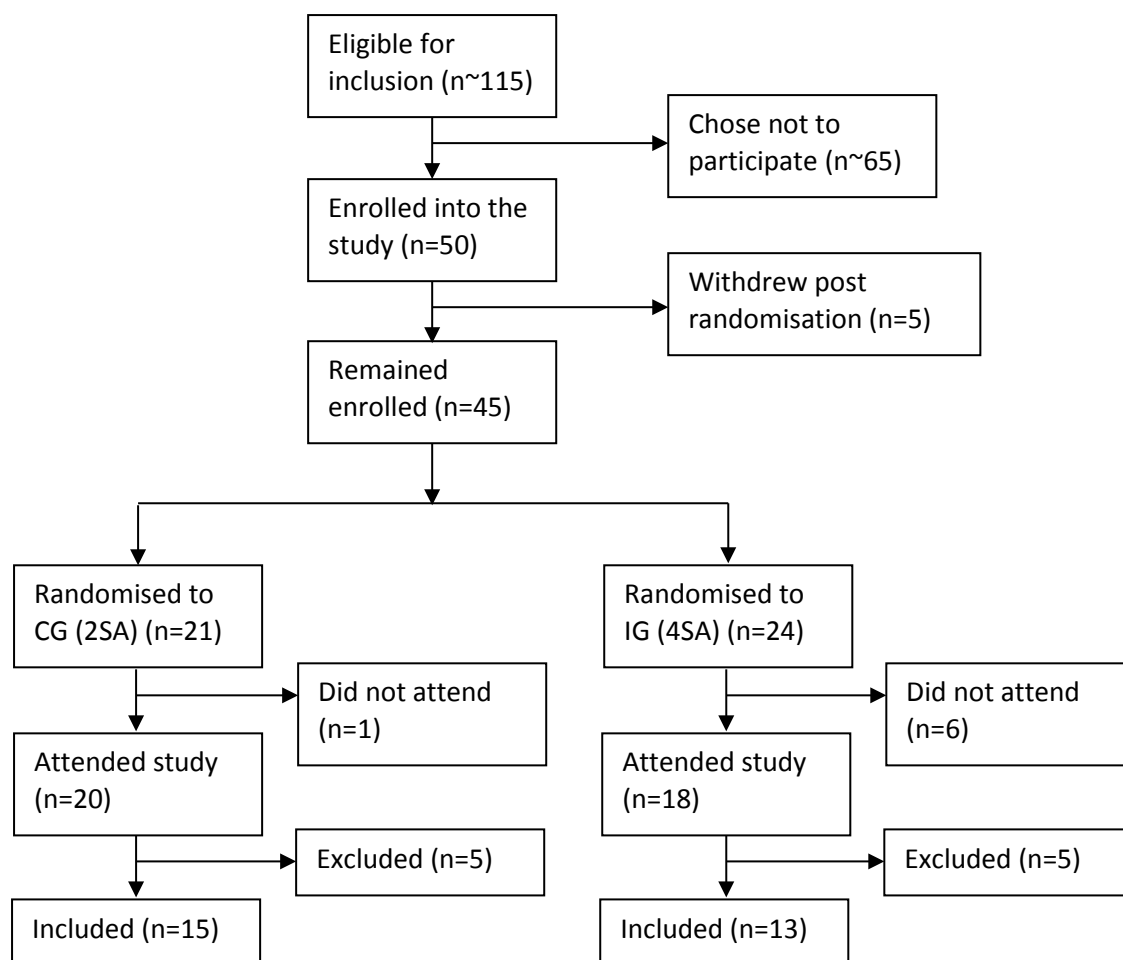 Eligible for
inclusion (n~115)
Chose not to
participate (n~65)
Enrolled into the
study (n=50)
Withdrew post
randomisation (n=5)
Remained
enrolled (n=45)
Randomised to
CG (2SA) (n=21)
Randomised to
IG (4SA) (n=24)
Did not attend
(n=1)
Did not attend
(n=6)
Attended study
(n=20)
Attended study
(n=18)
Excluded (n=5)
Excluded (n=5)
Included (n=15)
Included (n=13)